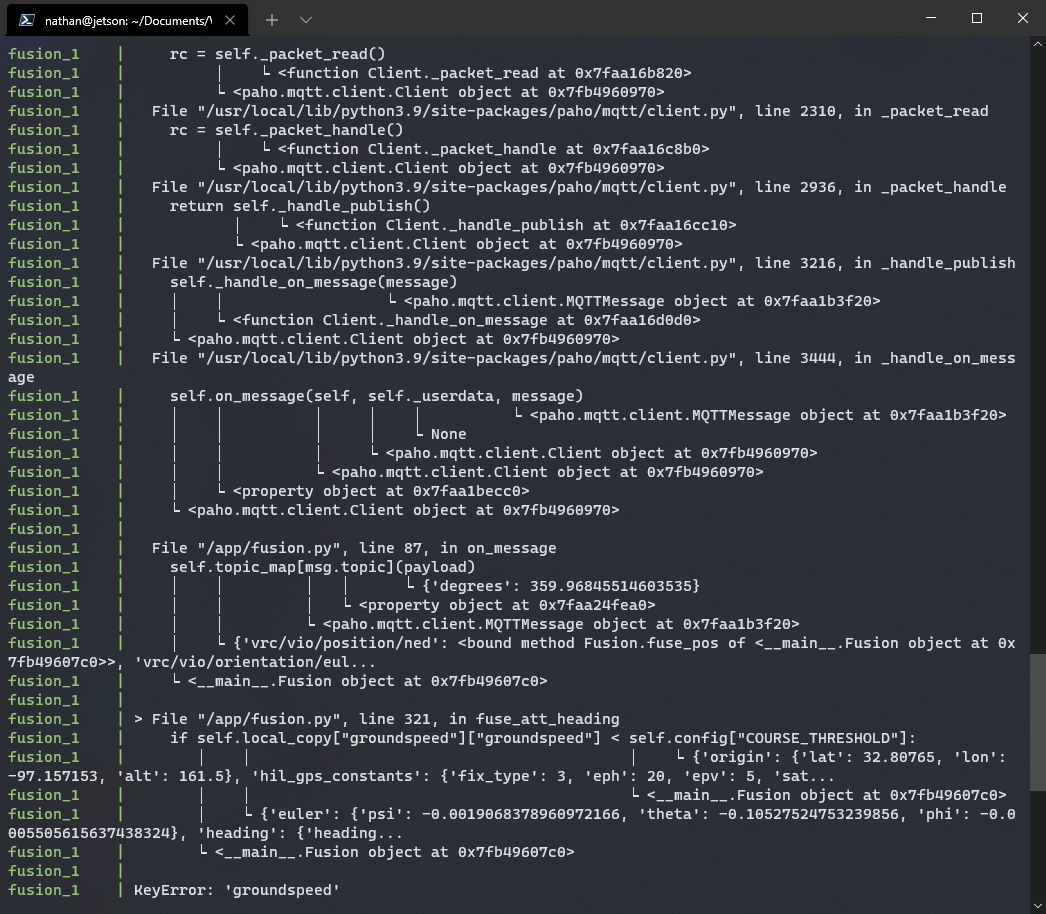 nathan@jetson: ~/Documents/V
fusion_1 | rc = self._packet_read()
fusion_1 | │ └ <function Client._packet_read at 0x7faa16b820>
fusion_1 | └ <paho.mqtt.client.Client object at 0x7fb4960970>
fusion_1 | File "/usr/local/lib/python3.9/site-packages/paho/mqtt/client.py", line 2310, in _packet_read
fusion_1 | rc = self._packet_handle()
fusion_1 | │ └ <function Client._packet_handle at 0x7faa16c8b0>
fusion_1 | └ <paho.mqtt.client.Client object at 0x7fb4960970>
fusion_1 | File "/usr/local/lib/python3.9/site-packages/paho/mqtt/client.py", line 2936, in _packet_handle
fusion_1 | return self._handle_publish()
fusion_1 | │ └ <function Client._handle_publish at 0x7faa16cc10>
fusion_1 | └ <paho.mqtt.client.Client object at 0x7fb4960970>
fusion_1 | File "/usr/local/lib/python3.9/site-packages/paho/mqtt/client.py", line 3216, in _handle_publish
fusion_1 | self._handle_on_message(message)
fusion_1 | │ │ └ <paho.mqtt.client.MQTTMessage object at 0x7faa1b3f20>
fusion_1 | │ └ <function Client._handle_on_message at 0x7faa16d0d0>
fusion_1 | └ <paho.mqtt.client.Client object at 0x7fb4960970>
fusion_1 | File "/usr/local/lib/python3.9/site-packages/paho/mqtt/client.py", line 3444, in _handle_on_mess
age
fusion_1 | self.on_message(self, self._userdata, message)
fusion_1 | │ │ │ │ │ └ <paho.mqtt.client.MQTTMessage object at 0x7faa1b3f20>
fusion_1 | │ │ │ │ └ None
fusion_1 | │ │ │ └ <paho.mqtt.client.Client object at 0x7fb4960970>
fusion_1 | │ │ └ <paho.mqtt.client.Client object at 0x7fb4960970>
fusion_1 | │ └ <property object at 0x7faa1becc0>
fusion_1 | └ <paho.mqtt.client.Client object at 0x7fb4960970>
fusion_1 |
fusion_1 | File "/app/fusion.py", line 87, in on_message
fusion_1 | self.topic_map[msg.topic](payload)
fusion_1 | │ │ │ │ └ {'degrees': 359.96845514603535}
fusion_1 | │ │ │ └ <property object at 0x7faa24fea0>
fusion_1 | │ │ └ <paho.mqtt.client.MQTTMessage object at 0x7faa1b3f20>
fusion_1 | │ └ {'vrc/vio/position/ned': <bound method Fusion.fuse_pos of <__main__.Fusion object at 0x
7fb49607c0>>, 'vrc/vio/orientation/eul...
fusion_1 | └ <__main__.Fusion object at 0x7fb49607c0>
fusion_1 |
fusion_1 | > File "/app/fusion.py", line 321, in fuse_att_heading
fusion_1 | if self.local_copy["groundspeed"]["groundspeed"] < self.config["COURSE_THRESHOLD"]:
fusion_1 | │ │ │ └ {'origin': {'lat': 32.80765, 'lon':
-97.157153, 'alt': 161.5}, 'hil_gps_constants': {'fix_type': 3, 'eph': 20, 'epv': 5, 'sat...
fusion_1 | │ │ └ <__main__.Fusion object at 0x7fb49607c0>
fusion_1 | │ └ {'euler': {'psi': -0.0019068378960972166, 'theta': -0.10527524753239856, 'phi': -0.0
005505615637438324}, 'heading': {'heading...
fusion_1 | └ <__main__.Fusion object at 0x7fb49607c0>
fusion_1 |
fusion_1 | KeyError: 'groundspeed'